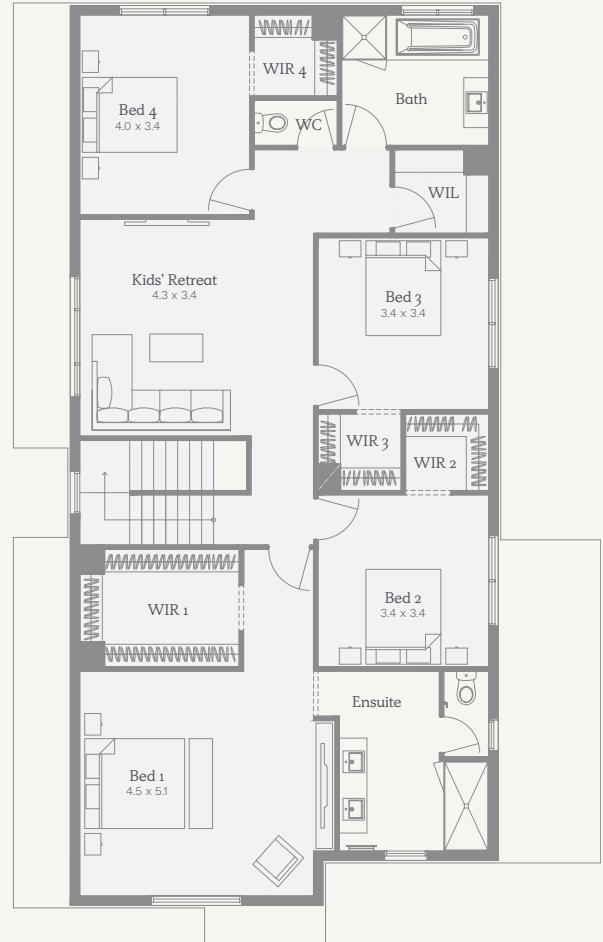 WIR 4
Bed 4
4.0 x 3.4
Bath
WC
WIL
Kids' Retreat
4.3 x 3.4
Bed 3
3.4 x 3.4
WIR 3
WIR 2
WIR 1
Bed 2
3.4 x 3.4
Ensuite
Bed 1
4.5 x 5.1